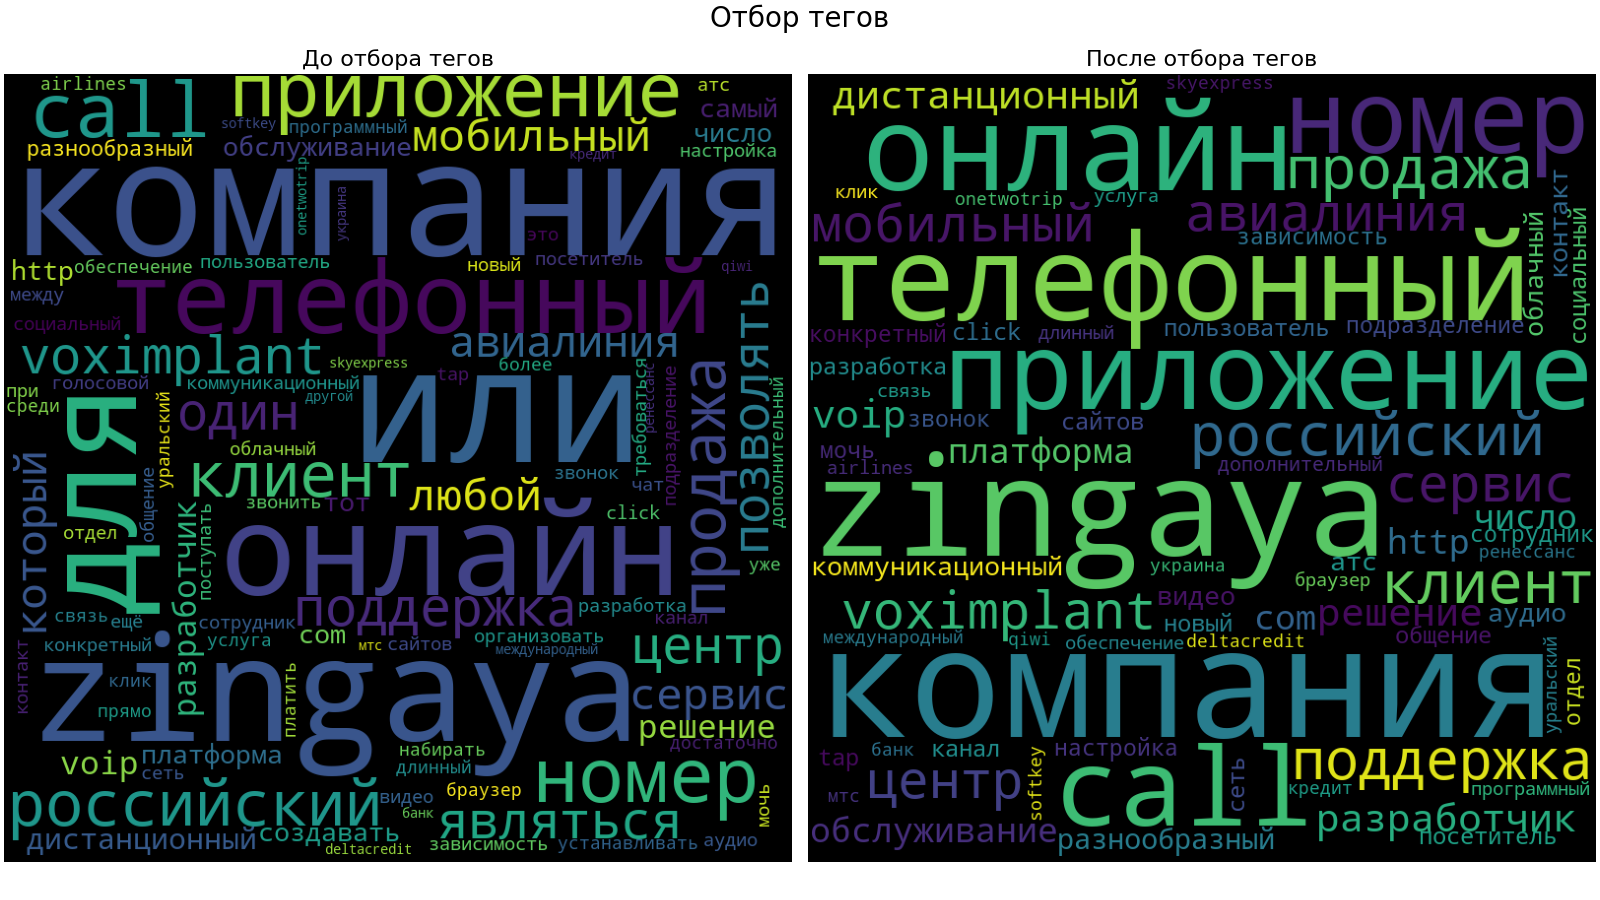 Отбор тегов
До отбора тегов
airlines
call
приложение
атс
самый
softkey
программный
мобильный
число
разнообразный
обслуживание
кредит
настройка
компания
onetwotrip
украина
это
http
обеспечение
пользователь
новый
посетитель
qiwi
между
телефонный
социальный
voximplant
авиалиния
skyexpress
более
tap
при
голосовой
коммуникационный
другой
или
требоваться
ренессанс
подразделение
продажа
позволять
дополнительный
среди
для
уральский
один
облачный
клиент
звонок
чат
который
общение
звонить
тот
любой
click
отдел
разработчик
поступать
онлайн
уже
поддержка
разработка
канал
связь
ещё
сотрудник
услуга
com
мтс
сайтов
организовать
международный
центр
конкретный
контакт
клик
прямо
zingaya
платить
сервис
решение
достаточно
voip
платформа
сеть
набирать
длинный
браузер
номер
мочь
российский
видео
банк
являться
дистанционный
создавать
deltacredit
зависимость
устанавливать
аудио
После отбора тегов
skyexpress
дистанционный
номер
онлайн
продажа
клик
onetwotrip
услуга
контакт
мобильный
авиалиния
облачный
социальный
зависимость
телефонный
конкретный
click
длинный
пользователь
подразделение
приложение
разработка
связь
voip
звонок
сайтов
российский
мочь
платформа
airlines
дополнительный
zingaya
сервис
число
http
сотрудник
ренессанс
коммуникационный
украина
атс
браузер
клиент
voximplant
видео
новый
com
решение
аудио
международный
qiwi
обеспечение
deltacredit
общение
компания
уральский
отдел
tap
банк
канал
настройка
call
поддержка
мтс
центр
softkey
сеть
кредит
программный
обслуживание
разнообразный
разработчик
посетитель